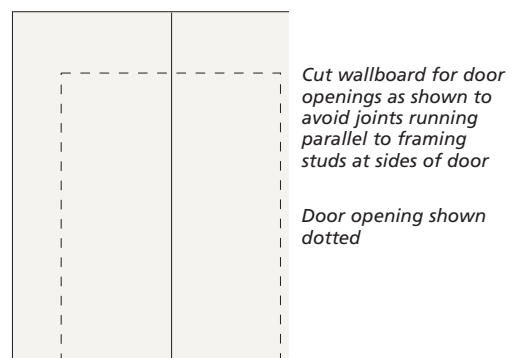 Cut wallboard for door
openings as shown to
avoid joints running
parallel to framing
studs at sides of door
Door opening shown
dotted